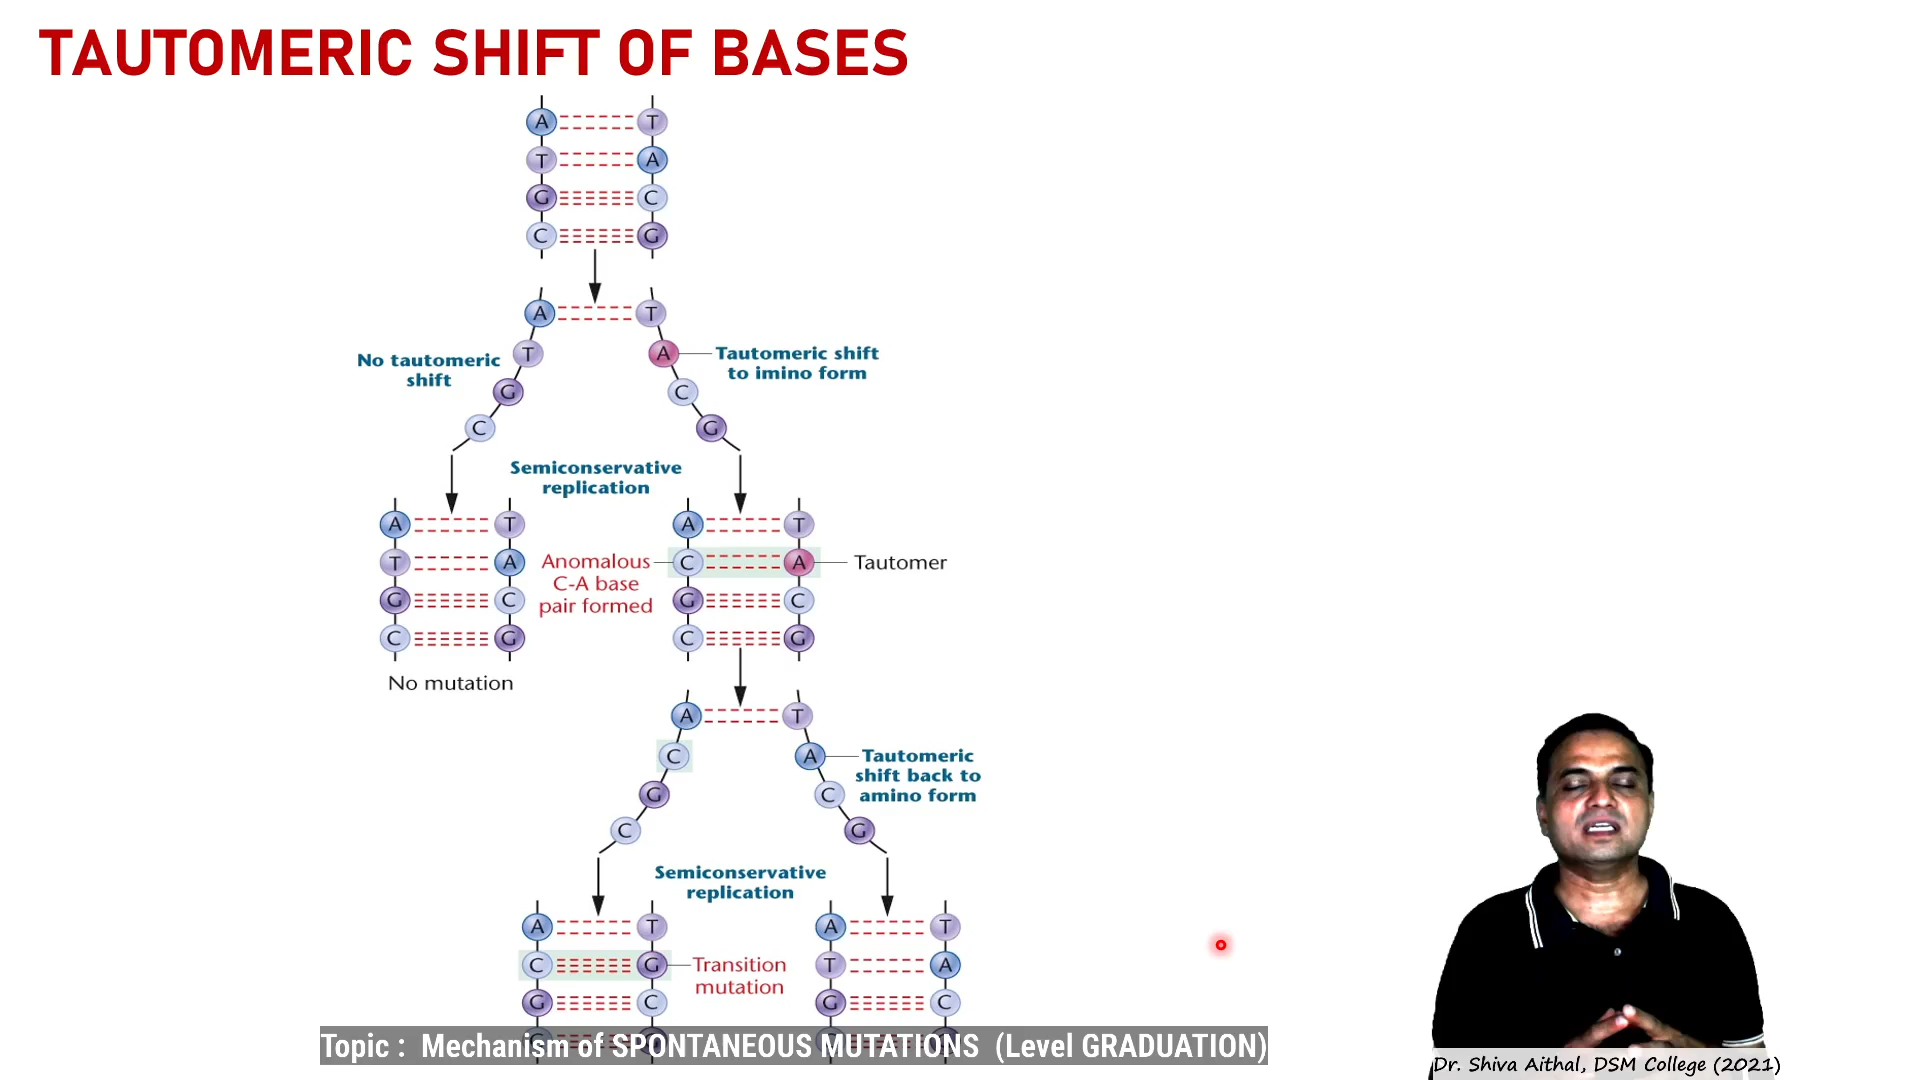 TAUTOMERIC SHIFT OF BASES
A T
T A
G C
C G
A T
T A
G C
C G
No tautomeric
shift
Tautomeric shift
to imino form
Semiconservative
replication
A T
T A
G C
C G
No mutation
Anomalous
C-A base
pair formed
A T
C A
G C
C G
Tautomer
A T
C A
G C
C G
Tautomeric
shift back to
amino form
Semiconservative
replication
A T
C G
G C
Transition
mutation
A T
T A
G C
Topic : Mechanism of SPONTANEOUS MUTATIONS (Level GRADUATION)
Dr. Shiva Aithal, DSM College (2021)